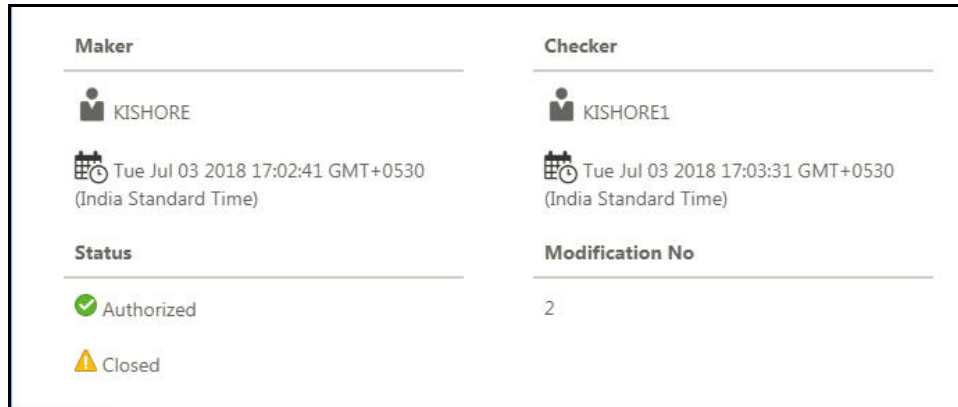 Maker
KISHORE
Tue Jul 03 2018 17:02:41 GMT+0530
(India Standard Time)
Checker
KISHORE1
Tue Jul 03 2018 17:03:31 GMT+0530
(India Standard Time)
Status
Authorized
Closed
Modification No
2